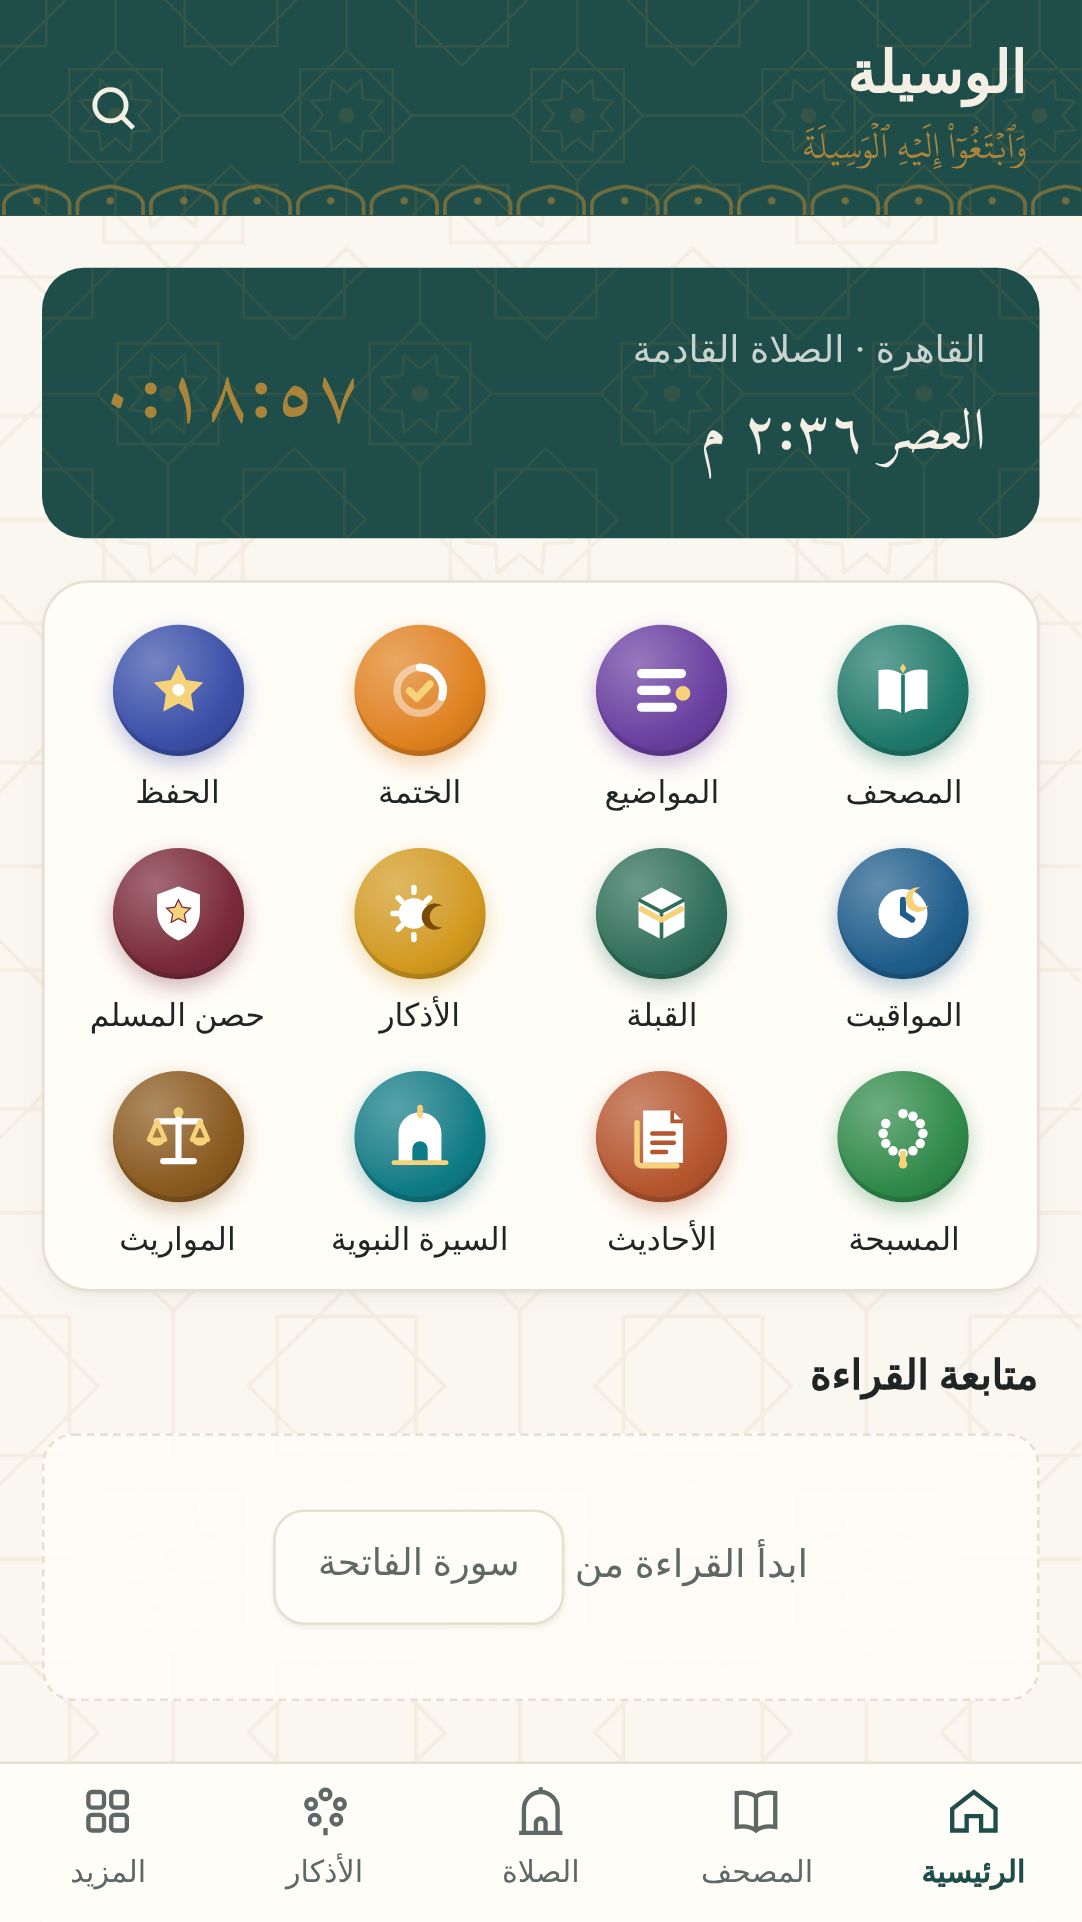 الوسيلة
وَٱبۡتَغُوٓاْ إِلَيۡهِ ٱلۡوَسِيلَةَ
القاهرة · الصلاة القادمة
العصر ٢:٣٦ م
٠:١٨:٥٧
المصحف
المواضيع
الختمة
الحفظ
المواقيت
القبلة
الأذكار
حصن المسلم
المسبحة
الأحاديث
السيرة النبوية
المواريث
متابعة القراءة
ابدأ القراءة من سورة الفاتحة
الرئيسية
المصحف
الصلاة
الأذكار
المزيد